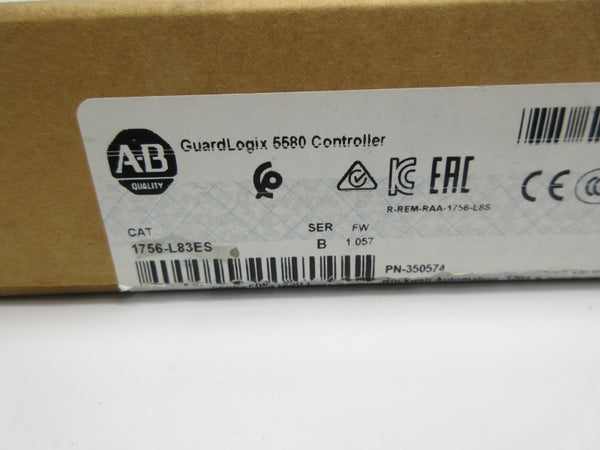 GuardLogix 5580 Controller
A-B
QUALITY
EAC
R-REM-RAA-1756-L8S
CE
CAT
SER
FW
1756-L83ES
B
1.057
PN-350574